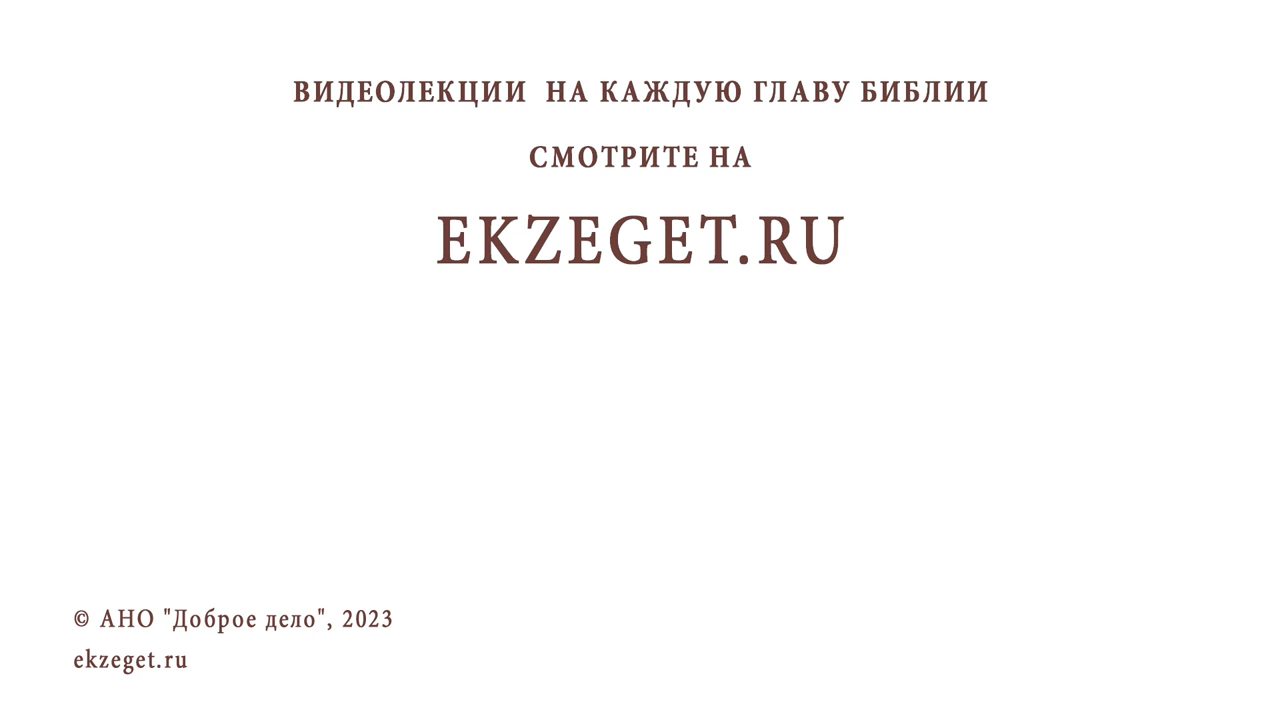 ВИДЕОЛЕКЦИИ НА КАЖДУЮ ГЛАВУ БИБЛИИ
СМОТРИТЕ НА
EKZEGET.RU
© АНО "Доброе дело", 2023
ekzeget.ru